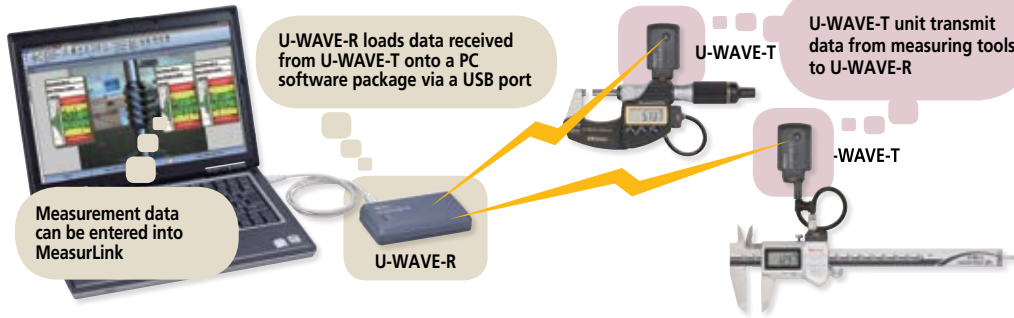 U-WAVE-R loads data received
from U-WAVE-T onto a PC
software package via a USB port
U-WAVE-T
U-WAVE-T unit transmit
data from measuring tools
to U-WAVE-R
-WAVE-T
Measurement data
can be entered into
MeasurLink
U-WAVE-R